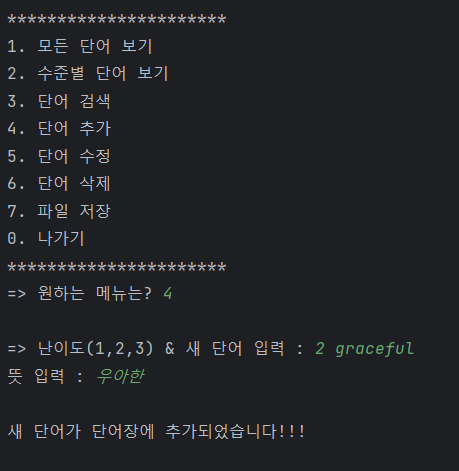 **********************
1. 모든 단어 보기
2. 수준별 단어 보기
3. 단어 검색
4. 단어 추가
5. 단어 수정
6. 단어 삭제
7. 파일 저장
0. 나가기
**********************
=> 원하는 메뉴는? 4
=> 난이도(1,2,3) & 새 단어 입력 : 2 graceful
뜻 입력 : 우아한
새 단어가 단어장에 추가되었습니다!!!